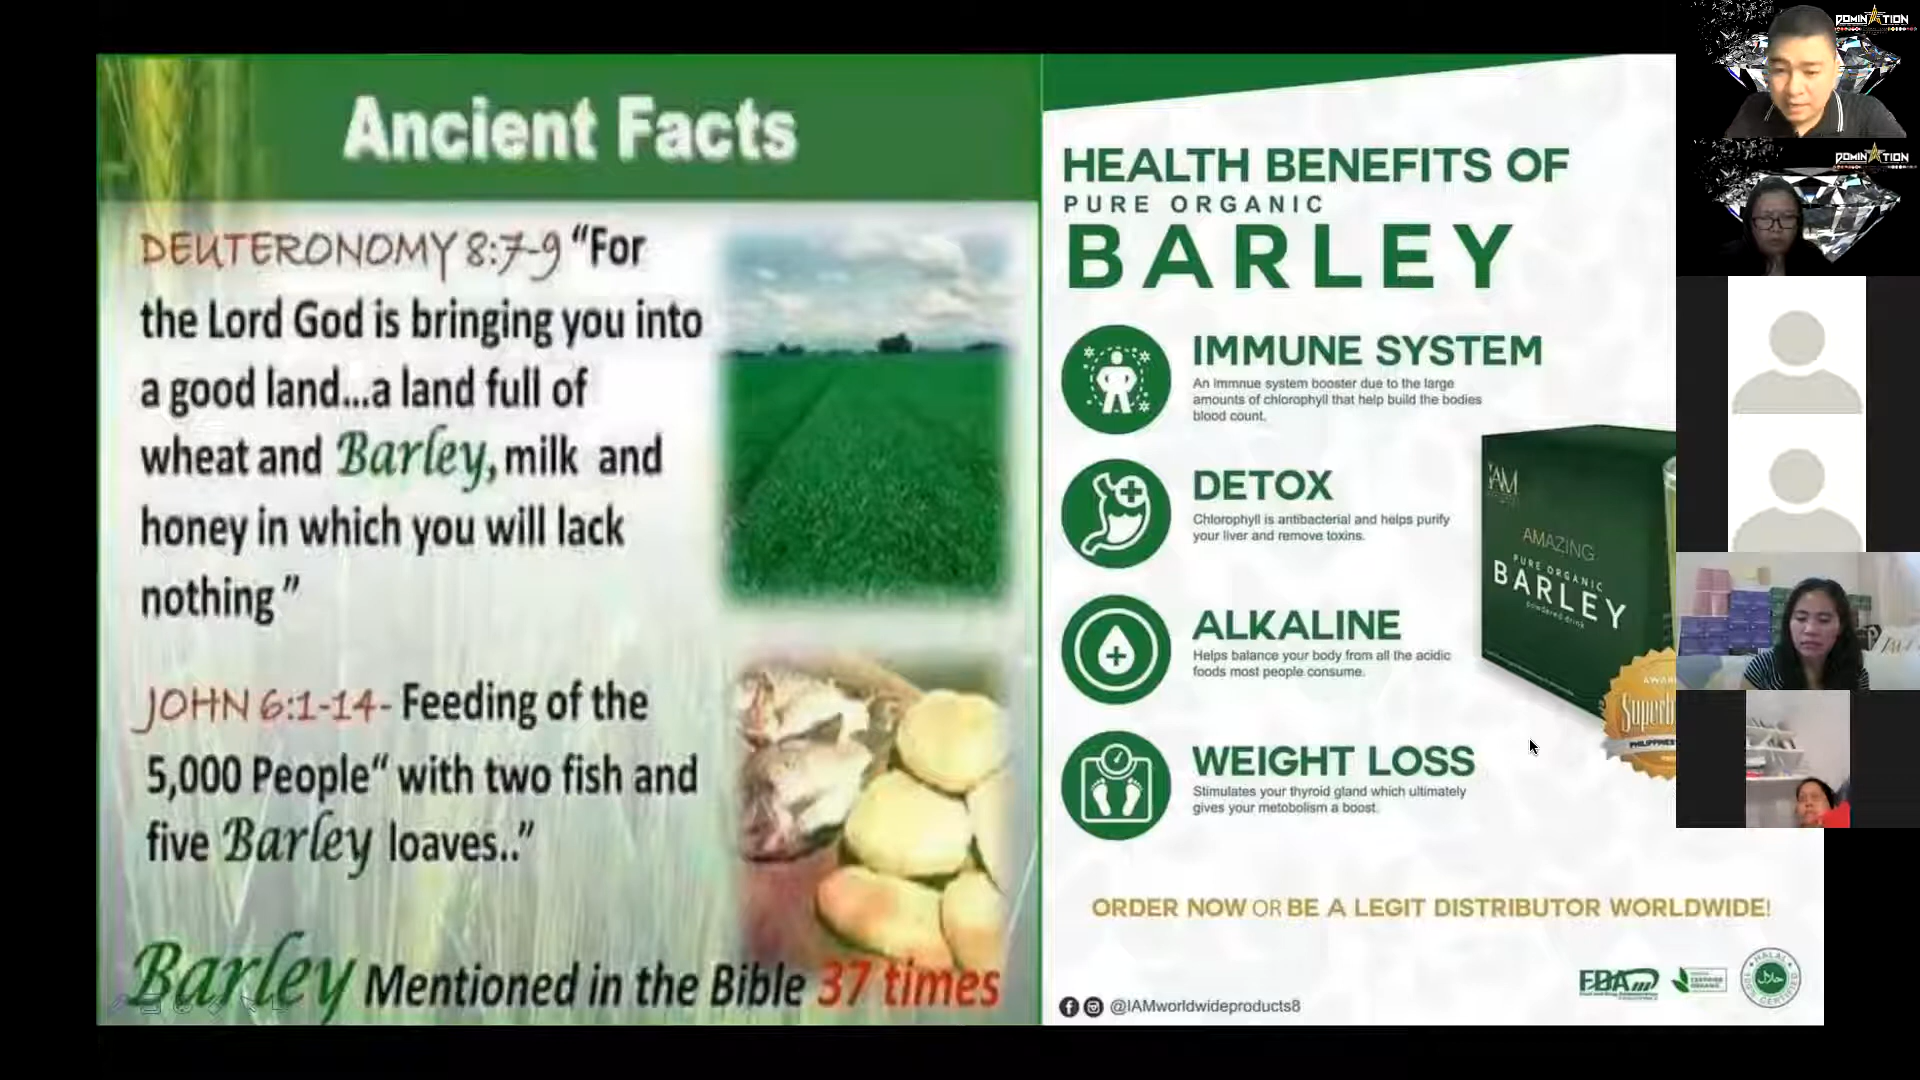 Ancient Facts
DEUTERONOMY 8:7-9 “For
the Lord God is bringing you into
a good land...a land full of
wheat and Barley, milk and
honey in which you will lack
nothing”
JOHN 6:1-14- Feeding of the
5,000 People“ with two fish and
five Barley loaves..”
Barley Mentioned in the Bible 37 times
HEALTH BENEFITS OF
PURE ORGANIC
BARLEY
IMMUNE SYSTEM
An immnue system booster due to the large
amounts of chlorophyll that help build the bodies
blood count.
DETOX
Chlorophyll is antibacterial and helps purify
your liver and remove toxins.
ALKALINE
Helps balance your body from all the acidic
foods most people consume.
WEIGHT LOSS
Stimulates your thyroid gland which ultimately
gives your metobolism a boost.
IAM
AMAZING
PURE ORGANIC
BARLEY
powdered drink
PHILIPPINES
ORDER NOW OR BE A LEGIT DISTRIBUTOR WORLDWIDE!
@IAMworldwideproducts8
FDA
HALAL
DOMINATION
DOMINATION